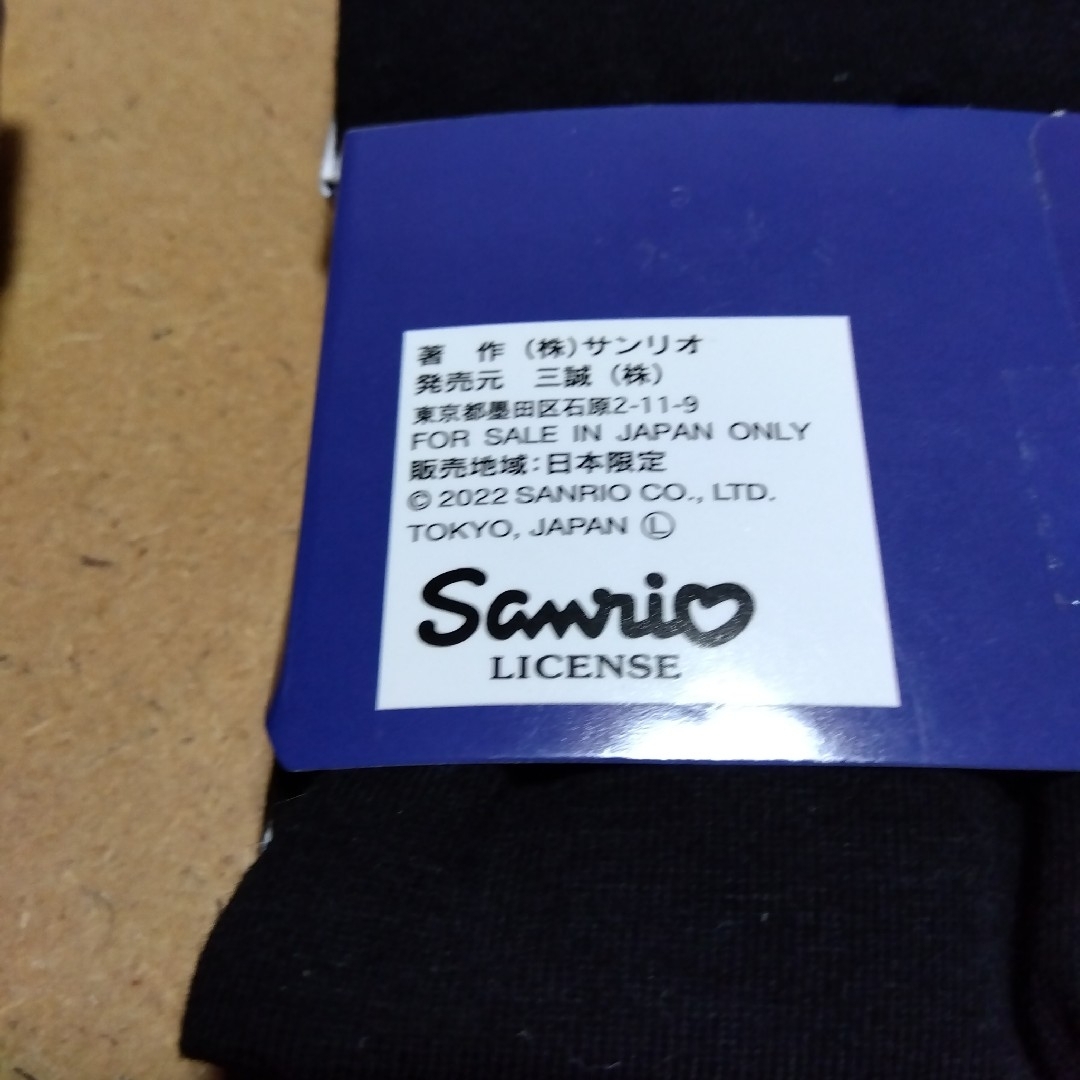 著　作（株）サンリオ
発売元　三誠（株）
東京都墨田区石原2-11-9
FOR SALE IN JAPAN ONLY
販売地域：日本限定
© 2022 SANRIO CO., LTD.
TOKYO, JAPAN Ⓛ
Sanrio
LICENSE